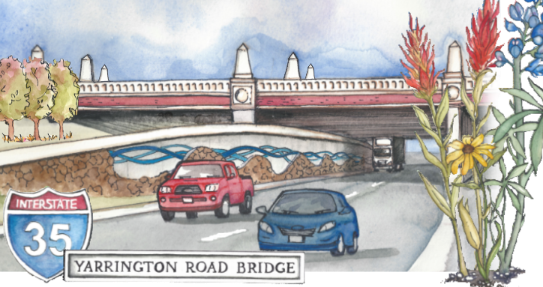 INTERSTATE
35
YARRINGTON ROAD BRIDGE